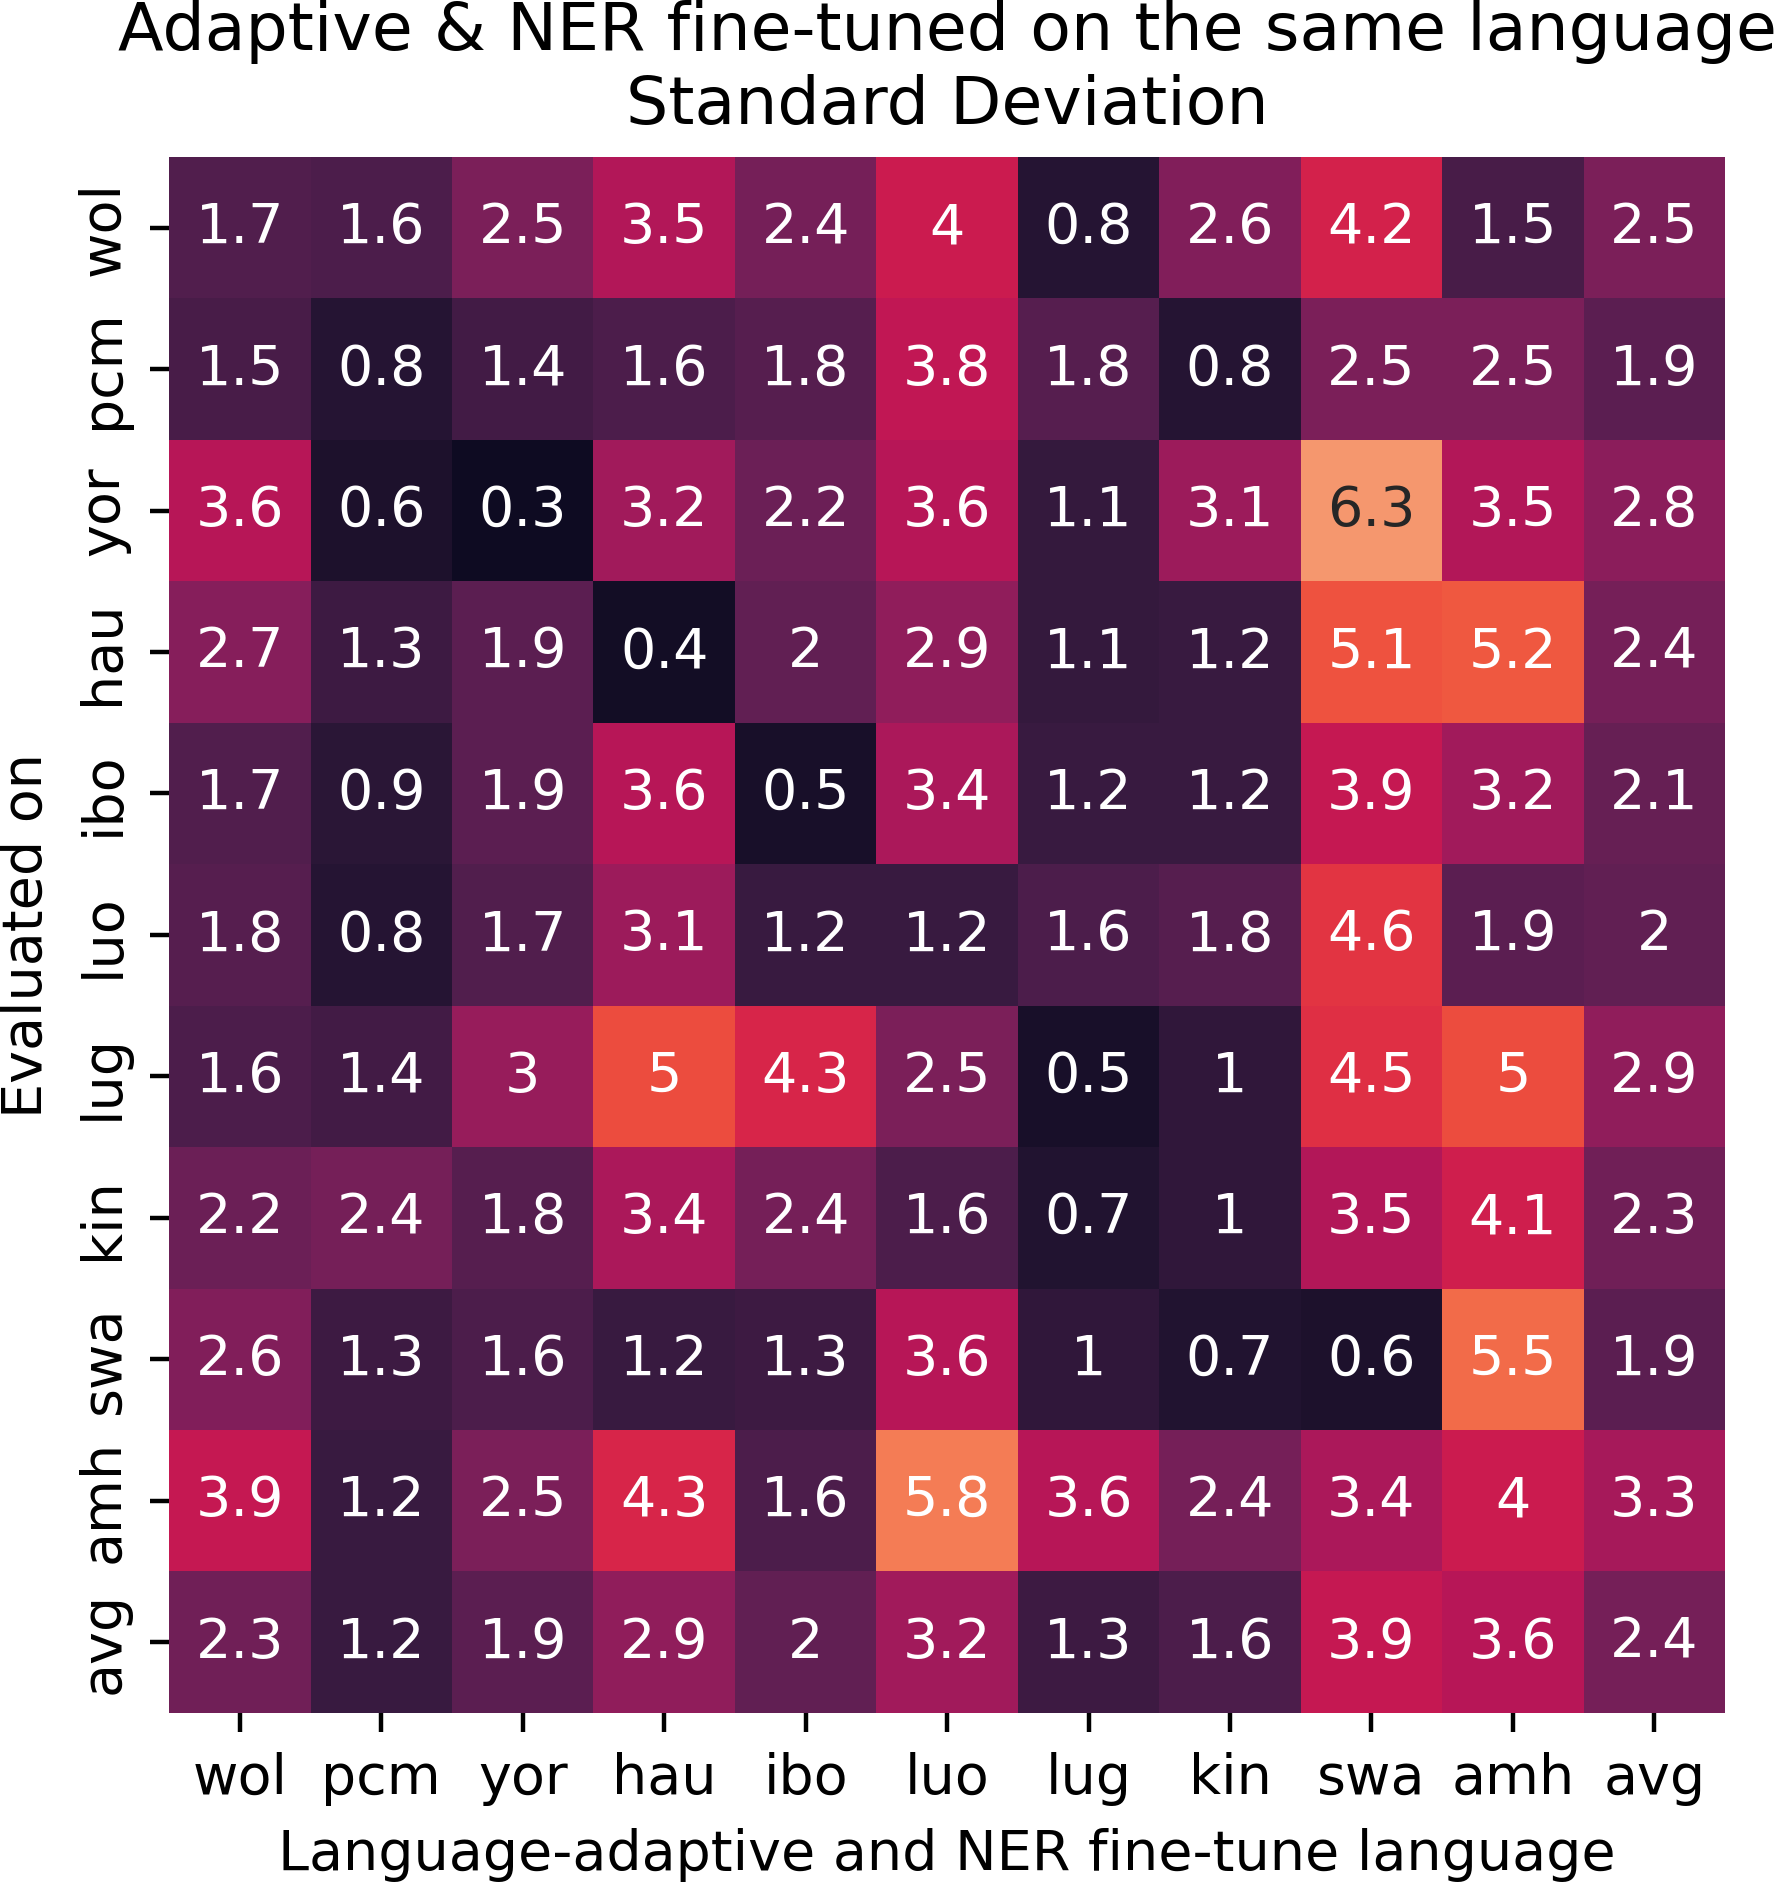 Adaptive & NER fine-tuned on the same language
Standard Deviation
Evaluated on
wol 1.7 1.6 2.5 3.5 2.4 4 0.8 2.6 4.2 1.5 2.5
pcm 1.5 0.8 1.4 1.6 1.8 3.8 1.8 0.8 2.5 2.5 1.9
yor 3.6 0.6 0.3 3.2 2.2 3.6 1.1 3.1 6.3 3.5 2.8
hau 2.7 1.3 1.9 0.4 2 2.9 1.1 1.2 5.1 5.2 2.4
ibo 1.7 0.9 1.9 3.6 0.5 3.4 1.2 1.2 3.9 3.2 2.1
luo 1.8 0.8 1.7 3.1 1.2 1.2 1.6 1.8 4.6 1.9 2
lug 1.6 1.4 3 5 4.3 2.5 0.5 1 4.5 5 2.9
kin 2.2 2.4 1.8 3.4 2.4 1.6 0.7 1 3.5 4.1 2.3
swa 2.6 1.3 1.6 1.2 1.3 3.6 1 0.7 0.6 5.5 1.9
amh 3.9 1.2 2.5 4.3 1.6 5.8 3.6 2.4 3.4 4 3.3
avg 2.3 1.2 1.9 2.9 2 3.2 1.3 1.6 3.9 3.6 2.4
wol pcm yor hau ibo luo lug kin swa amh avg
Language-adaptive and NER fine-tune language